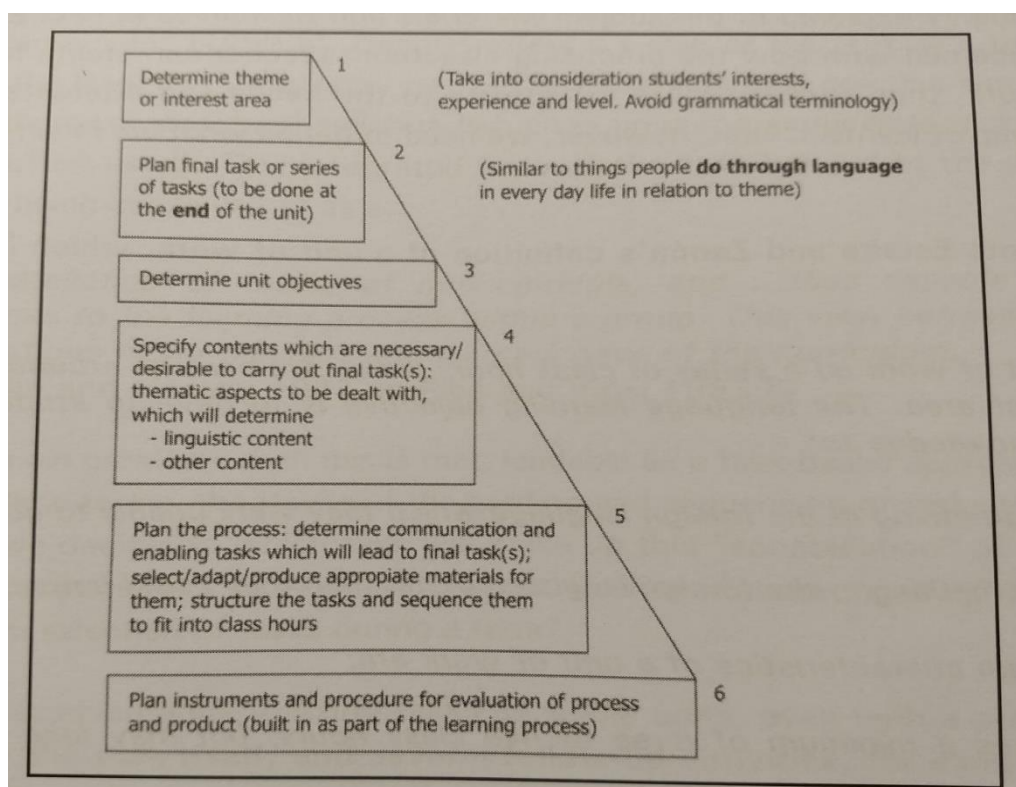 1
Determine theme
or interest area
(Take into consideration students' interests,
experience and level. Avoid grammatical terminology)
2
Plan final task or series
of tasks (to be done at
the end of the unit)
(Similar to things people do through language
in every day life in relation to theme)
3
Determine unit objectives
4
Specify contents which are necessary/
desirable to carry out final task(s):
thematic aspects to be dealt with,
which will determine
- linguistic content
- other content
5
Plan the process: determine communication and
enabling tasks which will lead to final task(s);
select/adapt/produce appropiate materials for
them; structure the tasks and sequence them
to fit into class hours
6
Plan instruments and procedure for evaluation of process
and product (built in as part of the learning process)